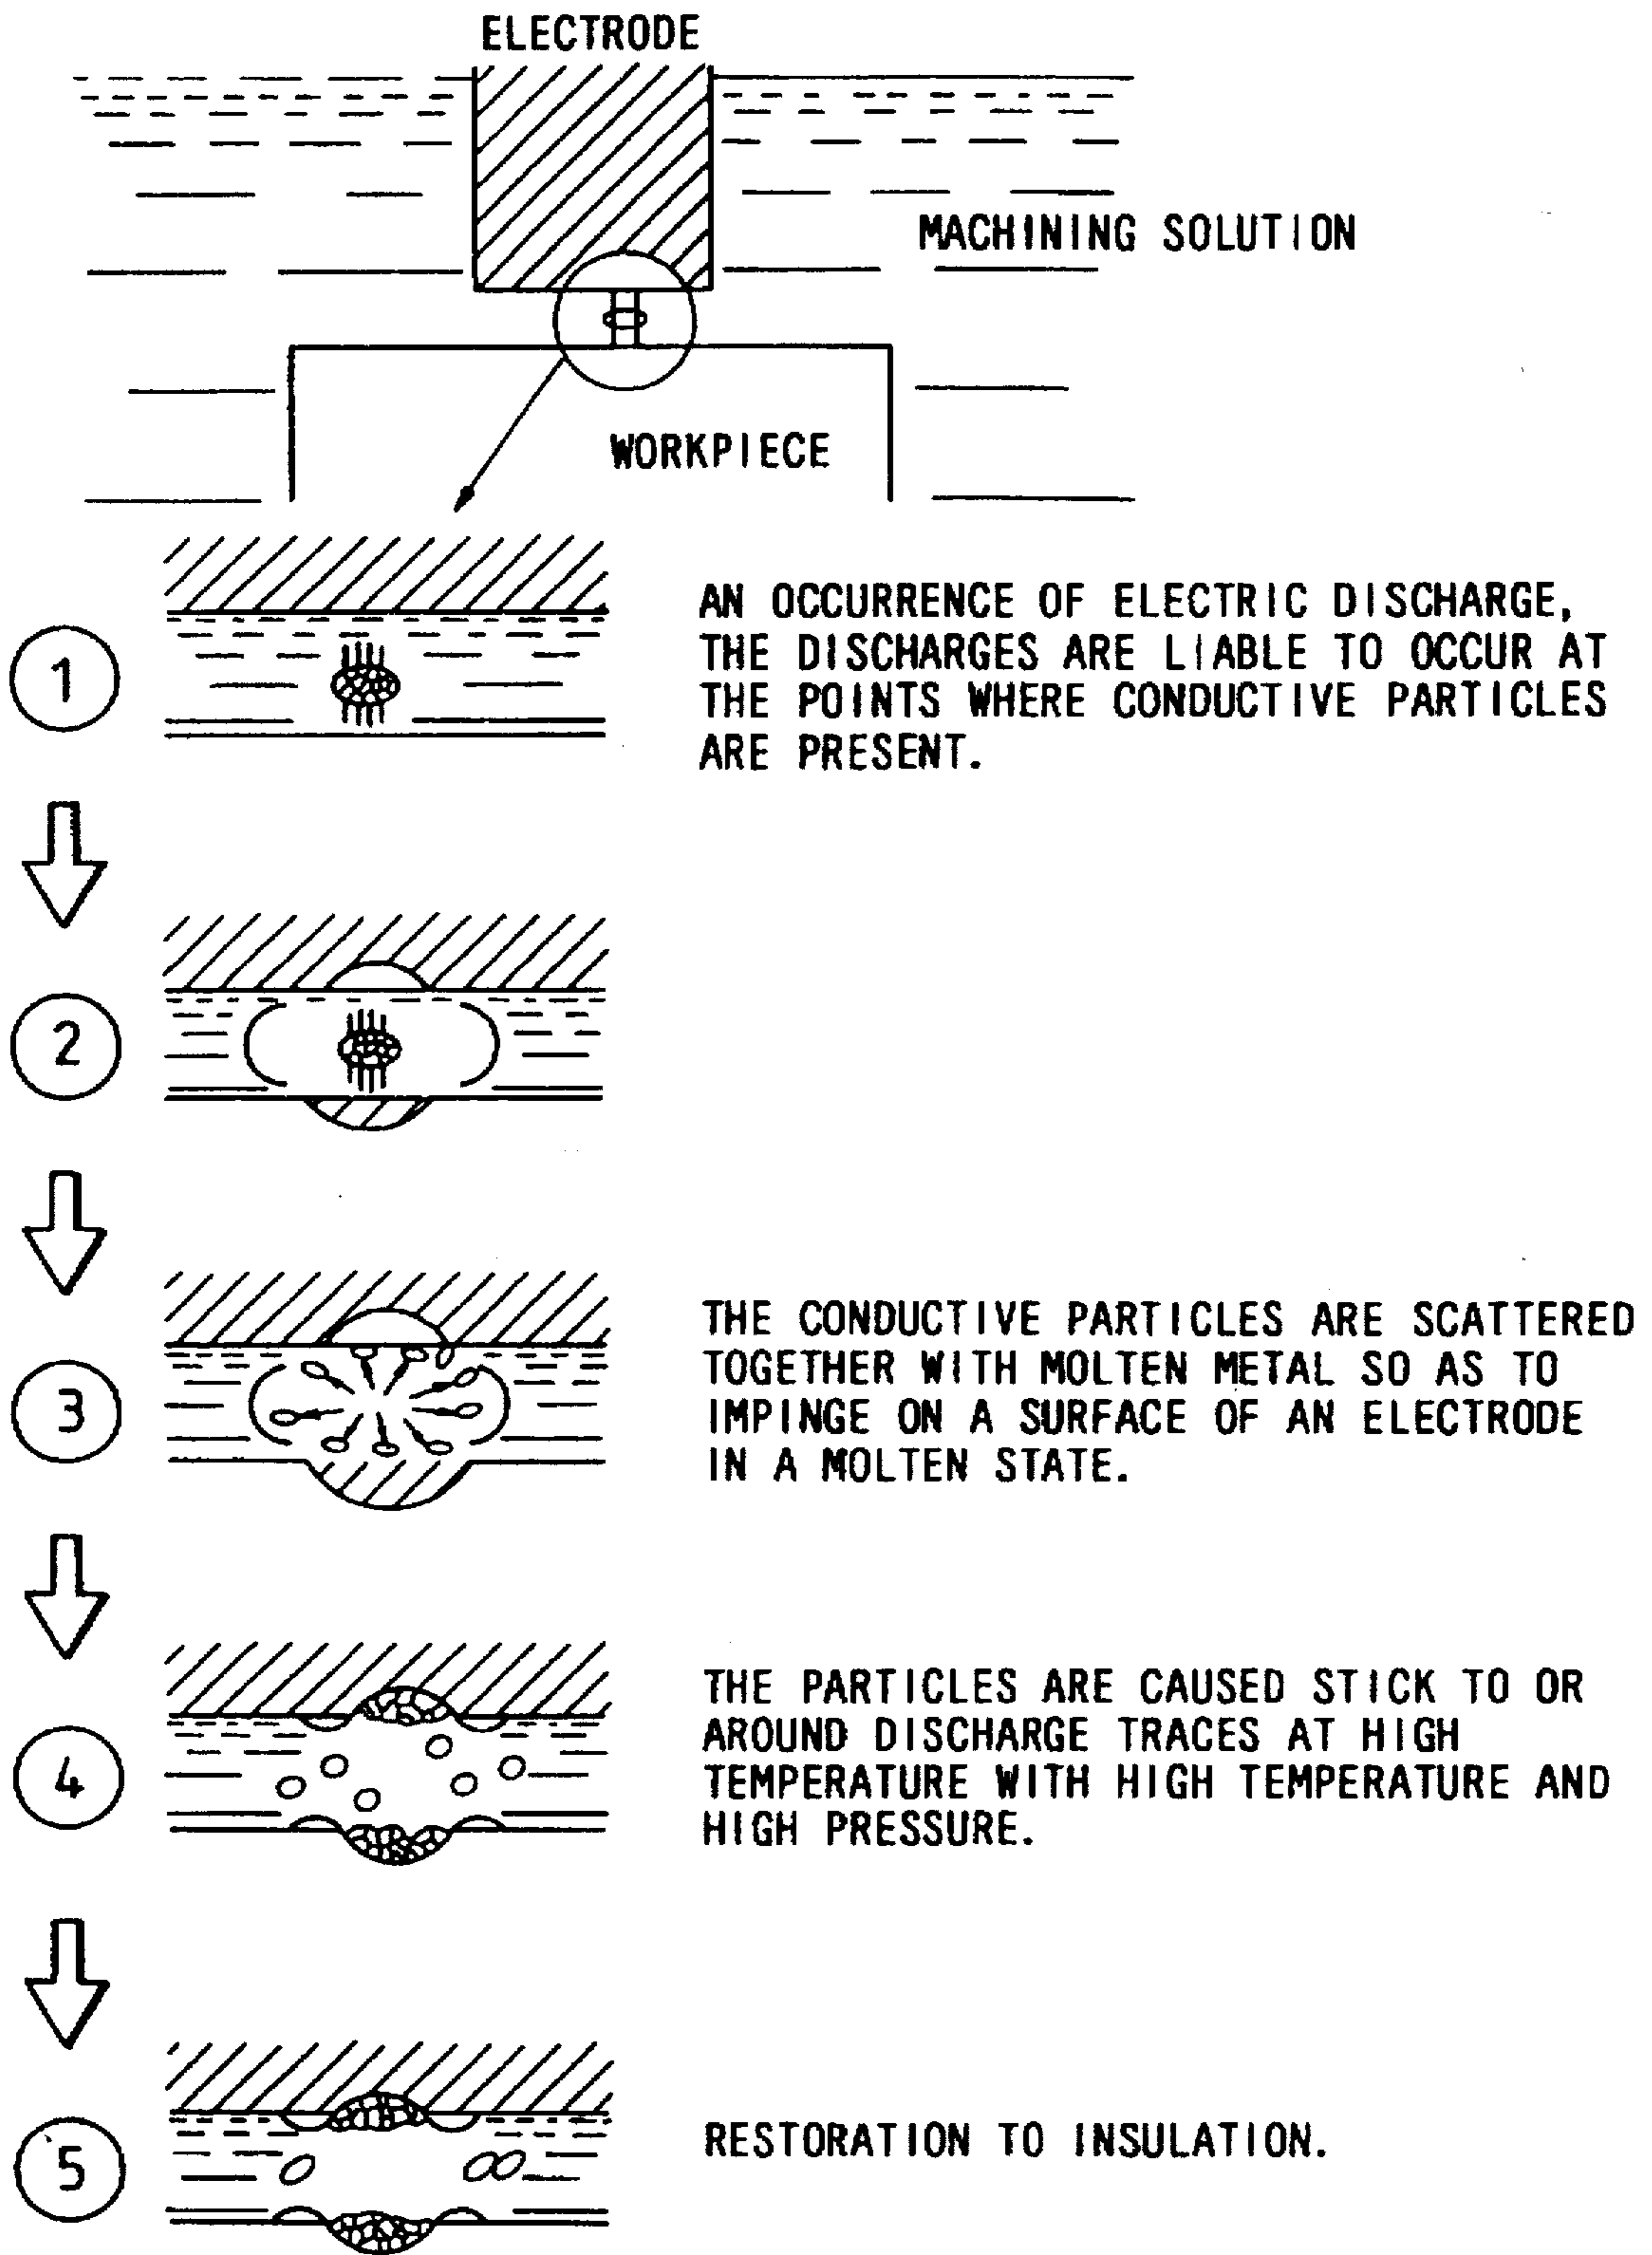 ELECTRODE
MACHINING SOLUTION
WORKPIECE
1
AN OCCURRENCE OF ELECTRIC DISCHARGE,
THE DISCHARGES ARE LIABLE TO OCCUR AT
THE POINTS WHERE CONDUCTIVE PARTICLES
ARE PRESENT.
2
3
THE CONDUCTIVE PARTICLES ARE SCATTERED
TOGETHER WITH MOLTEN METAL SO AS TO
IMPINGE ON A SURFACE OF AN ELECTRODE
IN A MOLTEN STATE.
4
THE PARTICLES ARE CAUSED STICK TO OR
AROUND DISCHARGE TRACES AT HIGH
TEMPERATURE WITH HIGH TEMPERATURE AND
HIGH PRESSURE.
5
RESTORATION TO INSULATION.